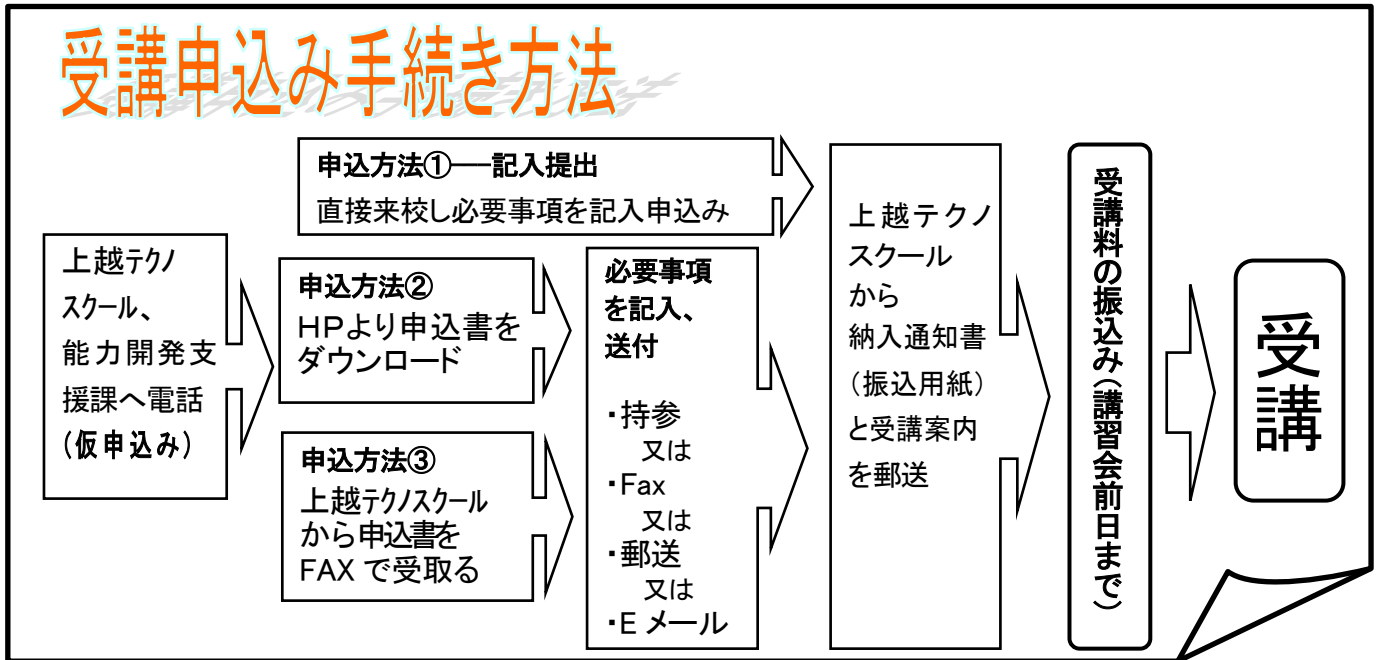 受講申込み手続き方法
上越ﾃｸﾉ
ｽｸｰﾙ、
能力開発支
援課へ電話
(仮申込み)
申込方法①──記入提出
直接来校し必要事項を記入申込み
申込方法②
ＨＰより申込書を
ダウンロード
申込方法③
上越ﾃｸﾉｽｸｰﾙ
から申込書を
FAX で受取る
必要事項
を記入、
送付
・持参
又は
・Fax
又は
・郵送
又は
・E メール
上越テクノ
スクール
から
納入通知書
（振込用紙）
と受講案内
を郵送
受講料の振込み（講習会前日まで）
受講